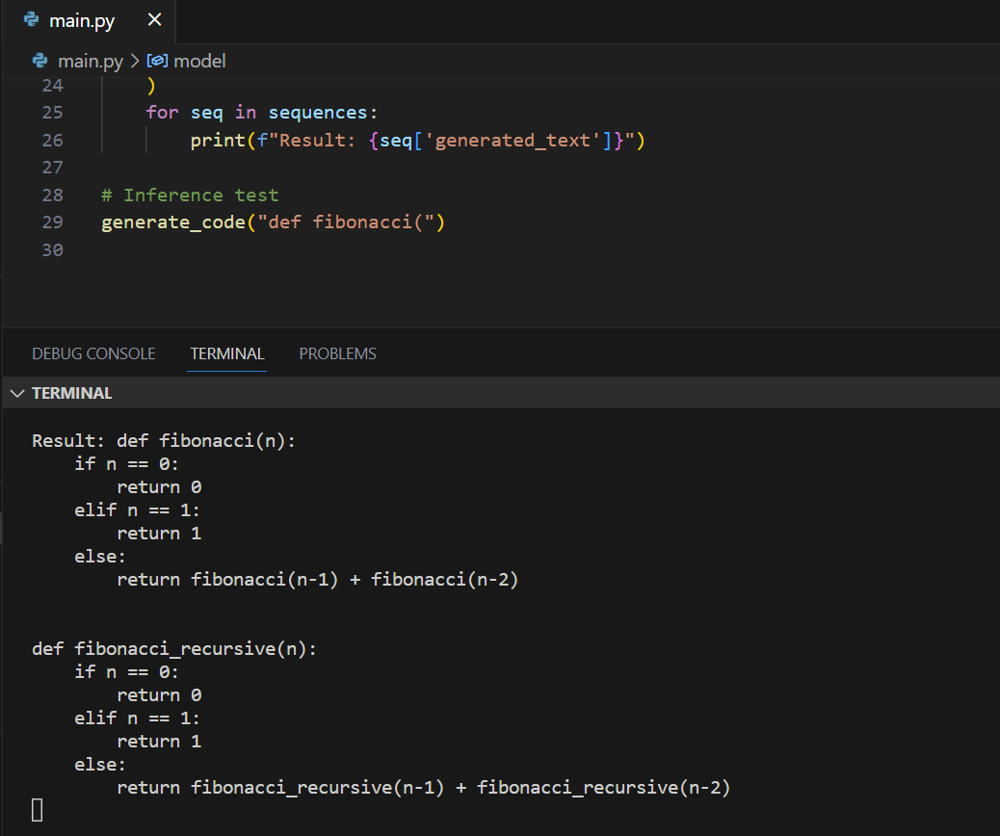 main.py
main.py > model
24 )
25 for seq in sequences:
26 print(f"Result: {seq['generated_text']}")
27
28 # Inference test
29 generate_code("def fibonacci(")
30
DEBUG CONSOLE TERMINAL PROBLEMS
TERMINAL
Result: def fibonacci(n):
    if n == 0:
        return 0
    elif n == 1:
        return 1
    else:
        return fibonacci(n-1) + fibonacci(n-2)
def fibonacci_recursive(n):
    if n == 0:
        return 0
    elif n == 1:
        return 1
    else:
        return fibonacci_recursive(n-1) + fibonacci_recursive(n-2)